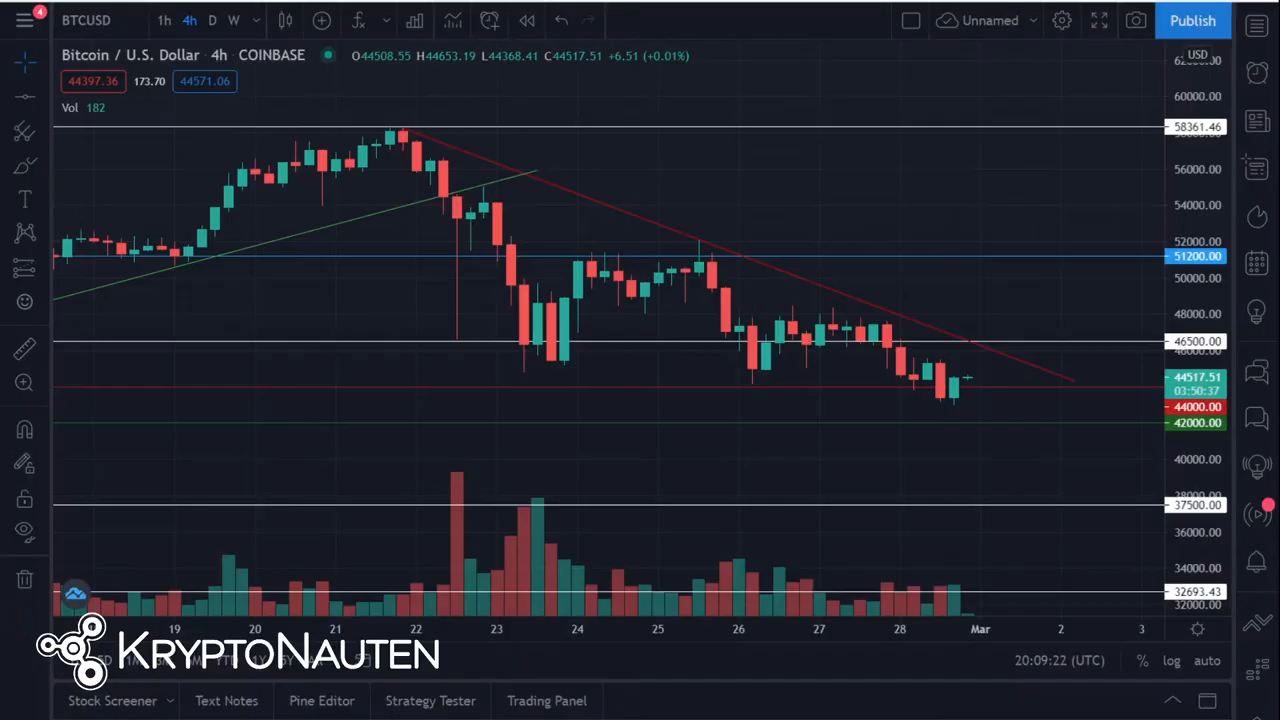 4
BTCUSD 1h 4h D W Unnamed Publish
Bitcoin / U.S. Dollar · 4h · COINBASE O44508.55 H44653.19 L44368.41 C44517.51 +6.51 (+0.01%)
USD
44397.36 173.70 44571.06
Vol 182
60000.00
58361.46
56000.00
54000.00
52000.00
51200.00
50000.00
48000.00
46500.00
46000.00
44517.51
03:50:37
44000.00
42000.00
40000.00
38000.00
37500.00
36000.00
34000.00
32693.43
32000.00
19 20 21 22 23 24 25 26 27 28 Mar 2 3
KRYPTONAUTEN
20:09:22 (UTC) % log auto
Stock Screener Text Notes Pine Editor Strategy Tester Trading Panel